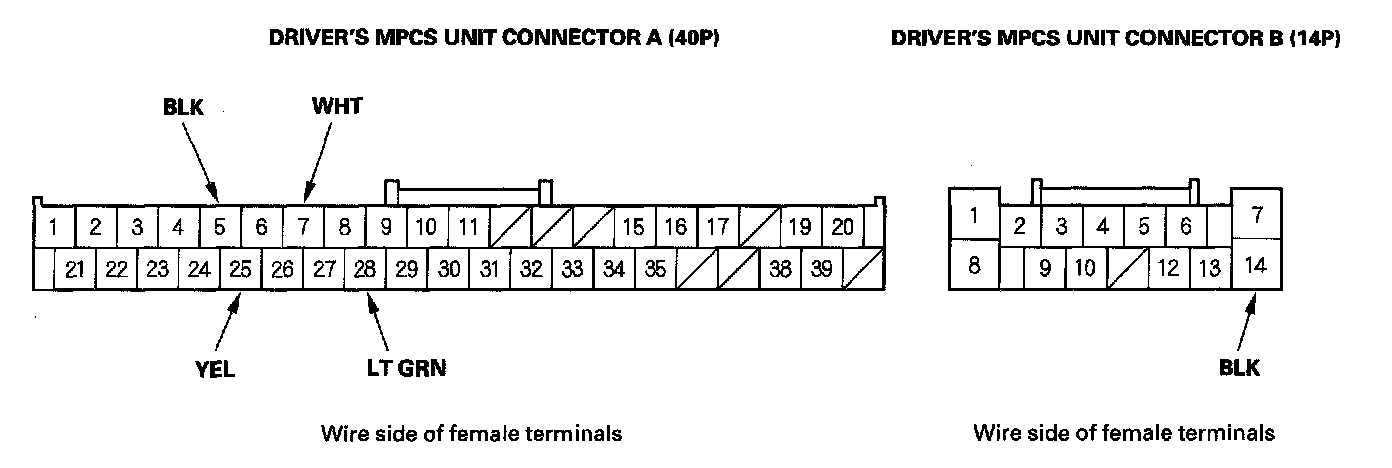 DRIVER'S MPCS UNIT CONNECTOR A (40P)
DRIVER'S MPCS UNIT CONNECTOR B (14P)
BLK WHT
1 2 3 4 5 6 7 8 9 10 11 15 16 17 19 20
21 22 23 24 25 26 27 28 29 30 31 32 33 34 35 38 39
YEL LT GRN
Wire side of female terminals
1 2 3 4 5 6 7
8 9 10 12 13 14
BLK
Wire side of female terminals